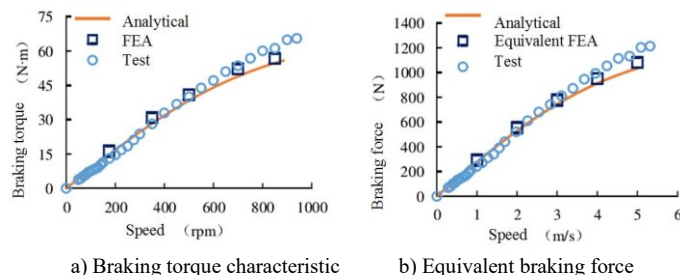 75
60
45
30
15
0
Braking torque (N·m)
Analytical
FEA
Test
0 200 400 600 800 1000
Speed (rpm)
a) Braking torque characteristic
1400
1200
1000
800
600
400
200
0
Braking force (N)
Analytical
Equivalent FEA
Test
0 1 2 3 4 5 6
Speed (m/s)
b) Equivalent braking force